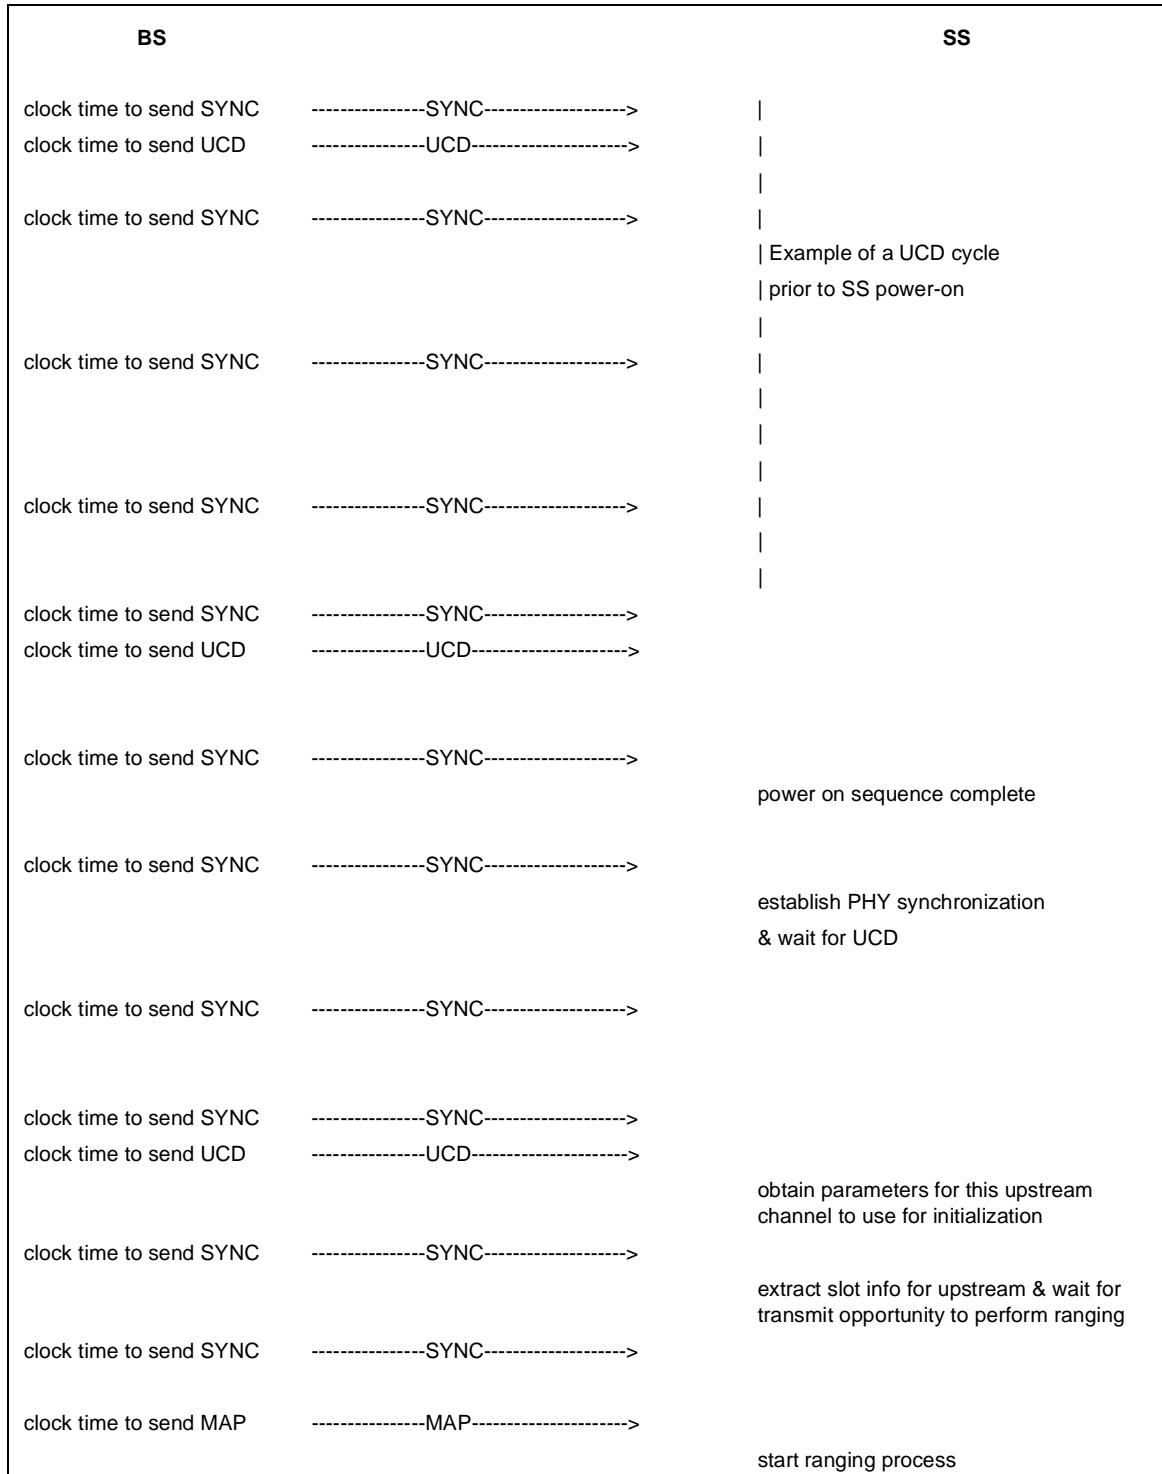 BS SS
clock time to send SYNC ----------------SYNC--------------------> |
clock time to send UCD ----------------UCD----------------------> |
|
clock time to send SYNC ----------------SYNC--------------------> |
| Example of a UCD cycle
| prior to SS power-on
|
clock time to send SYNC ----------------SYNC--------------------> |
|
|
|
clock time to send SYNC ----------------SYNC--------------------> |
|
|
clock time to send SYNC ----------------SYNC-------------------->
clock time to send UCD ----------------UCD---------------------->
clock time to send SYNC ----------------SYNC-------------------->
power on sequence complete
clock time to send SYNC ----------------SYNC-------------------->
establish PHY synchronization
& wait for UCD
clock time to send SYNC ----------------SYNC-------------------->
clock time to send SYNC ----------------SYNC-------------------->
clock time to send UCD ----------------UCD---------------------->
obtain parameters for this upstream
channel to use for initialization
clock time to send SYNC ----------------SYNC-------------------->
extract slot info for upstream & wait for
transmit opportunity to perform ranging
clock time to send SYNC ----------------SYNC-------------------->
clock time to send MAP ----------------MAP---------------------->
start ranging process